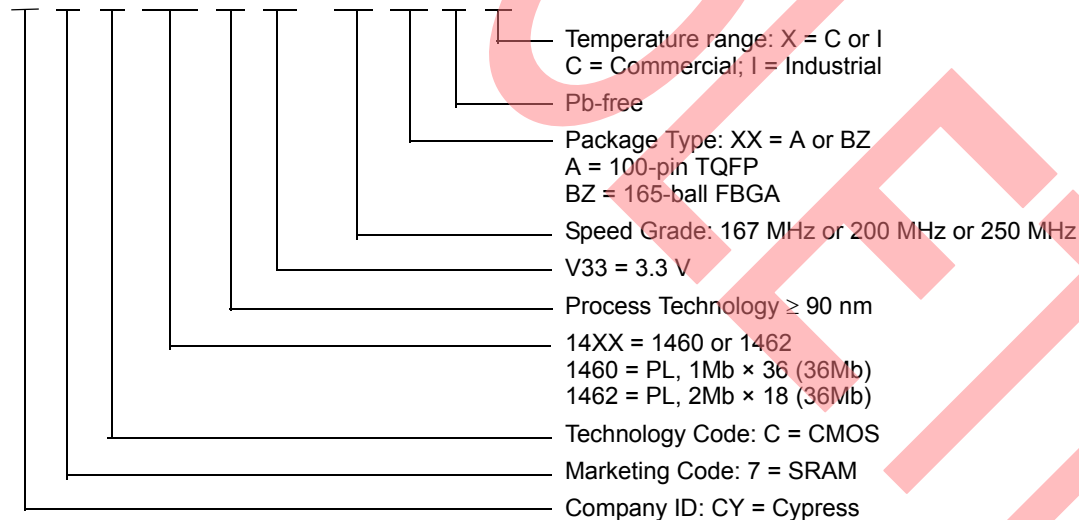 Temperature range: X = C or I
C = Commercial; I = Industrial
Pb-free
Package Type: XX = A or BZ
A = 100-pin TQFP
BZ = 165-ball FBGA
Speed Grade: 167 MHz or 200 MHz or 250 MHz
V33 = 3.3 V
Process Technology ≥ 90 nm
14XX = 1460 or 1462
1460 = PL, 1Mb × 36 (36Mb)
1462 = PL, 2Mb × 18 (36Mb)
Technology Code: C = CMOS
Marketing Code: 7 = SRAM
Company ID: CY = Cypress